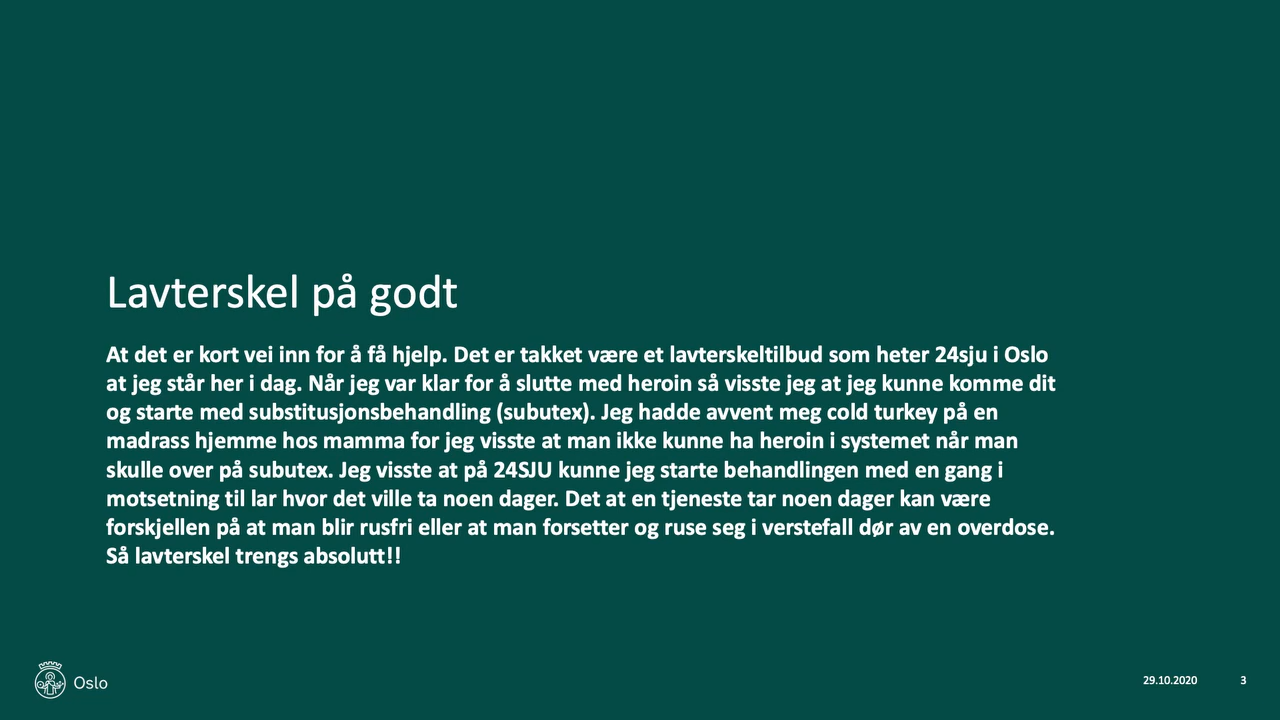 Lavterskel på godt
At det er kort vei inn for å få hjelp. Det er takket være et lavterskeltilbud som heter 24sju i Oslo
at jeg står her i dag. Når jeg var klar for å slutte med heroin så visste jeg at jeg kunne komme dit
og starte med substitusjonsbehandling (subutex). Jeg hadde avvent meg cold turkey på en
madrass hjemme hos mamma for jeg visste at man ikke kunne ha heroin i systemet når man
skulle over på subutex. Jeg visste at på 24SJU kunne jeg starte behandlingen med en gang i
motsetning til lar hvor det ville ta noen dager. Det at en tjeneste tar noen dager kan være
forskjellen på at man blir rusfri eller at man forsetter og ruse seg i verstefall dør av en overdose.
Så lavterskel trengs absolutt!!
Oslo
29.10.2020
3